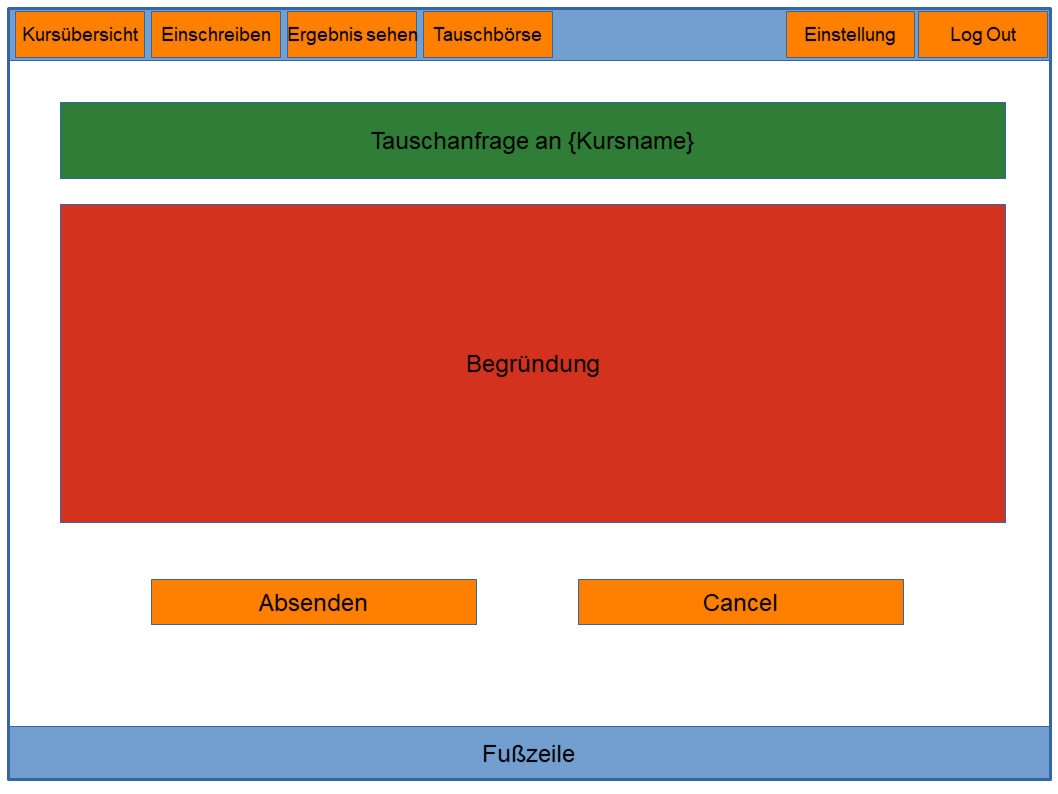 Kursübersicht
Einschreiben
Ergebnis sehen
Tauschbörse
Einstellung
Log Out
Tauschanfrage an {Kursname}
Begründung
Absenden
Cancel
Fußzeile